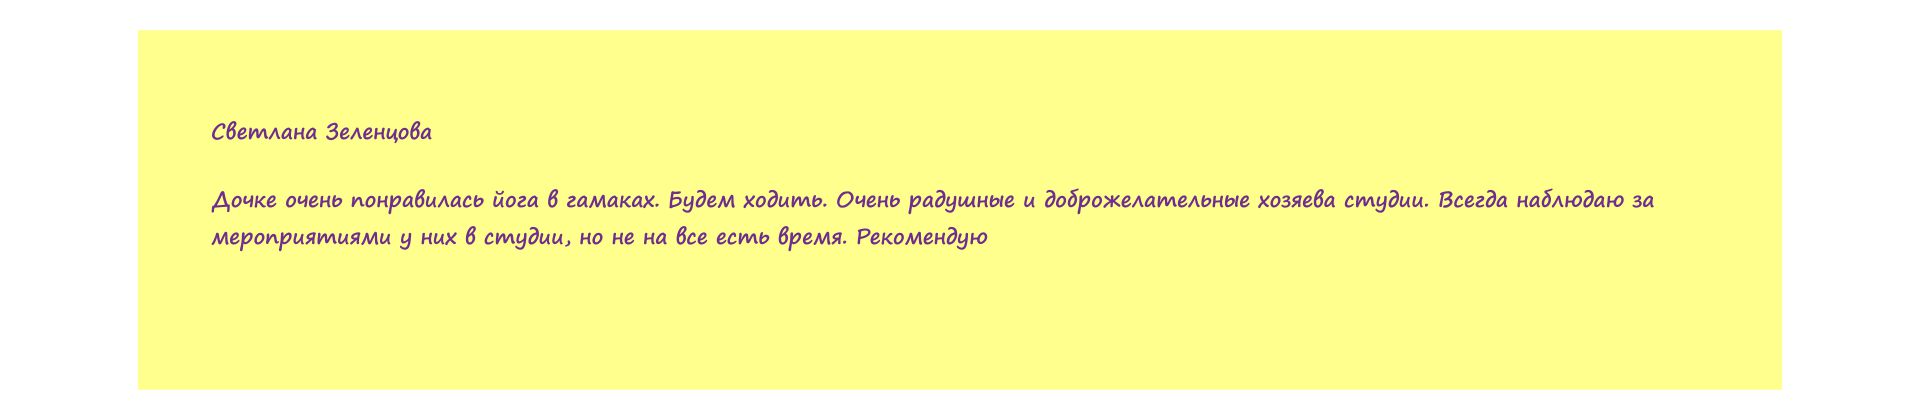 Светлана Зеленцова
Дочке очень понравилась йога в гамаках. Будем ходить. Очень радушные и доброжелательные хозяева студии. Всегда наблюдаю за
мероприятиями у них в студии, но не на все есть время. Рекомендую